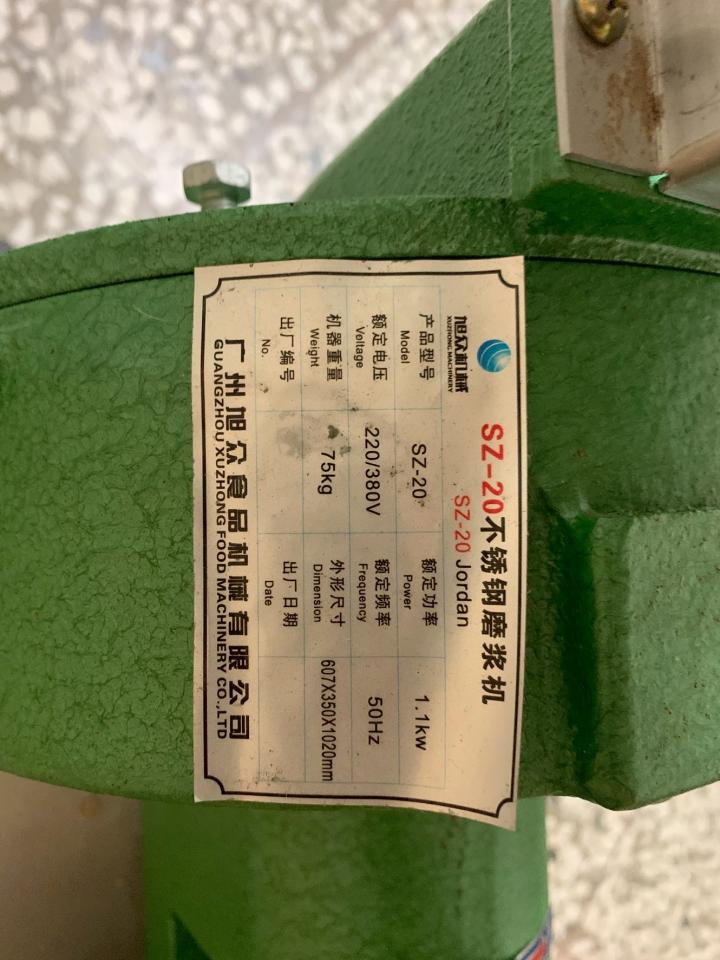 旭众机械
XUZHONG MACHINERY
SZ-20不锈钢磨浆机
SZ-20 Jordan
产品型号 SZ-20 额定功率 1.1kw
Model Power
额定电压 220/380V 额定频率 50Hz
Voltage Frequency
机器重量 75kg 外形尺寸 607X350X1020mm
Weight Dimension
出厂编号 出厂日期
No. Date
广州旭众食品机械有限公司
GUANGZHOU XUZHONG FOOD MACHINERY CO.,LTD